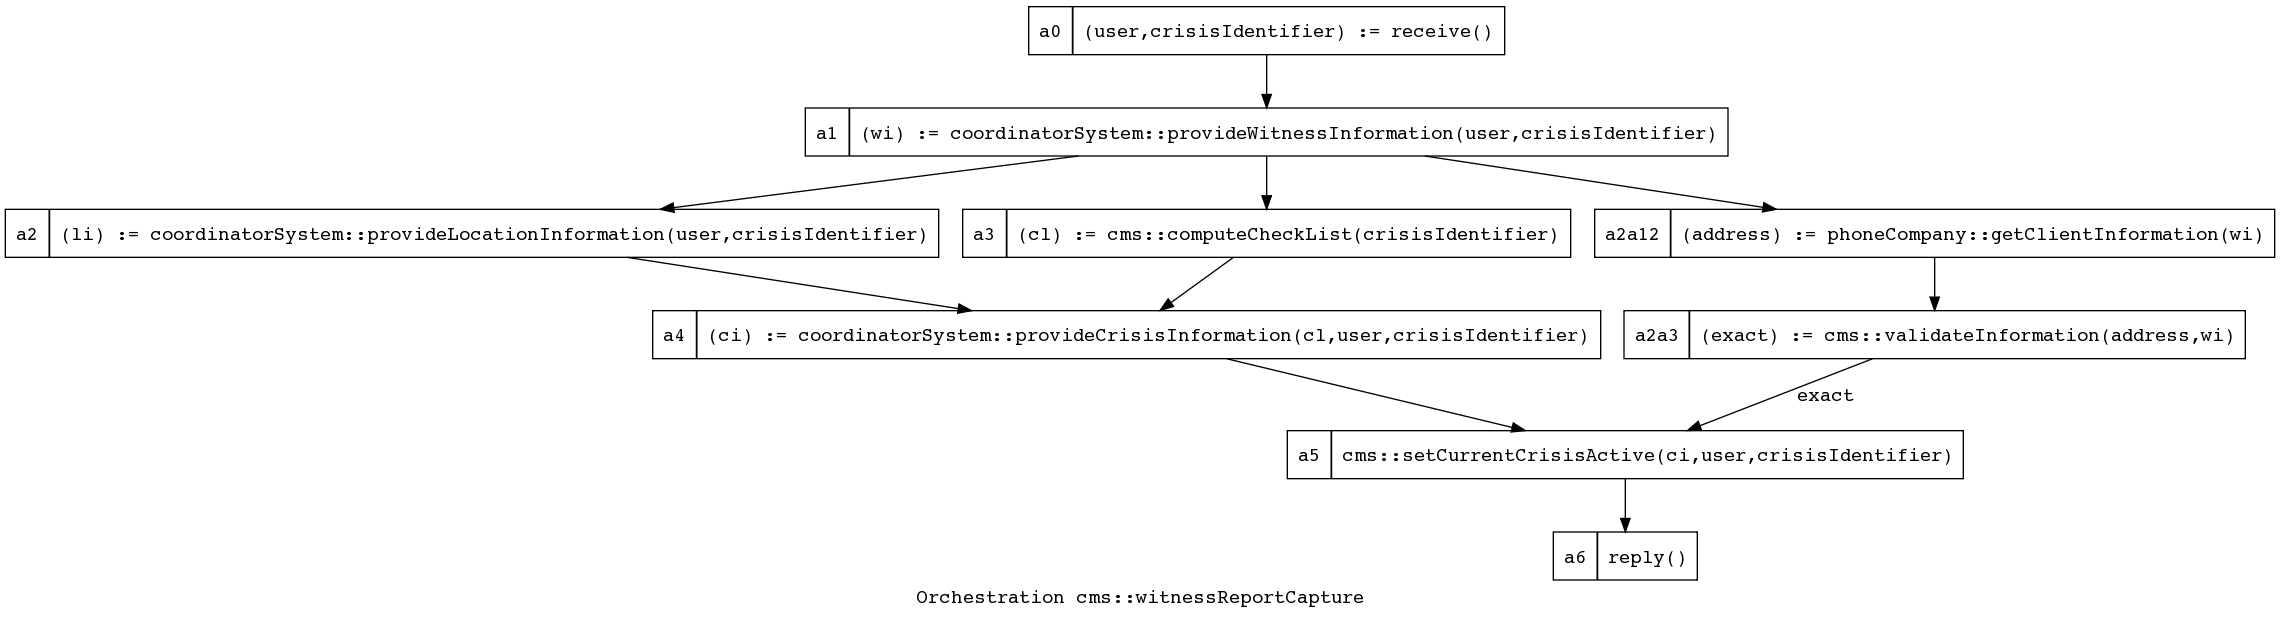 a0 (user,crisisIdentifier) := receive()
a1 (wi) := coordinatorSystem::provideWitnessInformation(user,crisisIdentifier)
a2 (li) := coordinatorSystem::provideLocationInformation(user,crisisIdentifier)
a3 (cl) := cms::computeCheckList(crisisIdentifier)
a2a12 (address) := phoneCompany::getClientInformation(wi)
a4 (ci) := coordinatorSystem::provideCrisisInformation(cl,user,crisisIdentifier)
a2a3 (exact) := cms::validateInformation(address,wi)
exact
a5 cms::setCurrentCrisisActive(ci,user,crisisIdentifier)
a6 reply()
Orchestration cms::witnessReportCapture